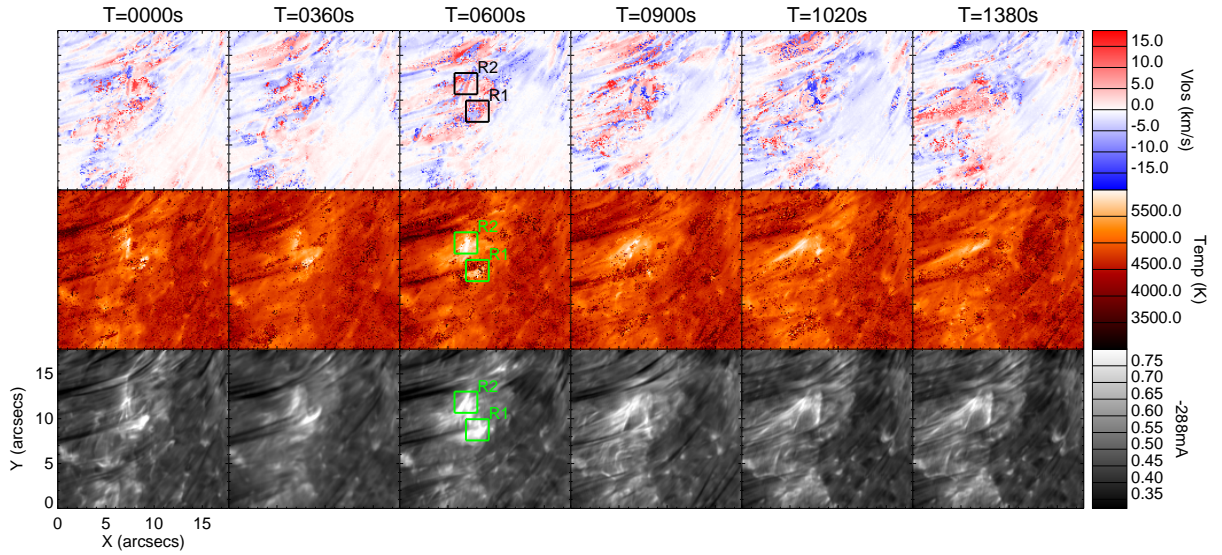 T=0000s T=0360s T=0600s T=0900s T=1020s T=1380s
R2
R1
15.0
10.0
5.0
0.0
-5.0
-10.0
-15.0
Vlos (km/s)
R2
R1
5500.0
5000.0
4500.0
4000.0
3500.0
Temp (K)
R2
R1
0.75
0.70
0.65
0.60
0.55
0.50
0.45
0.40
0.35
-288mA
15
10
5
0
Y (arcsecs)
0 5 10 15
X (arcsecs)